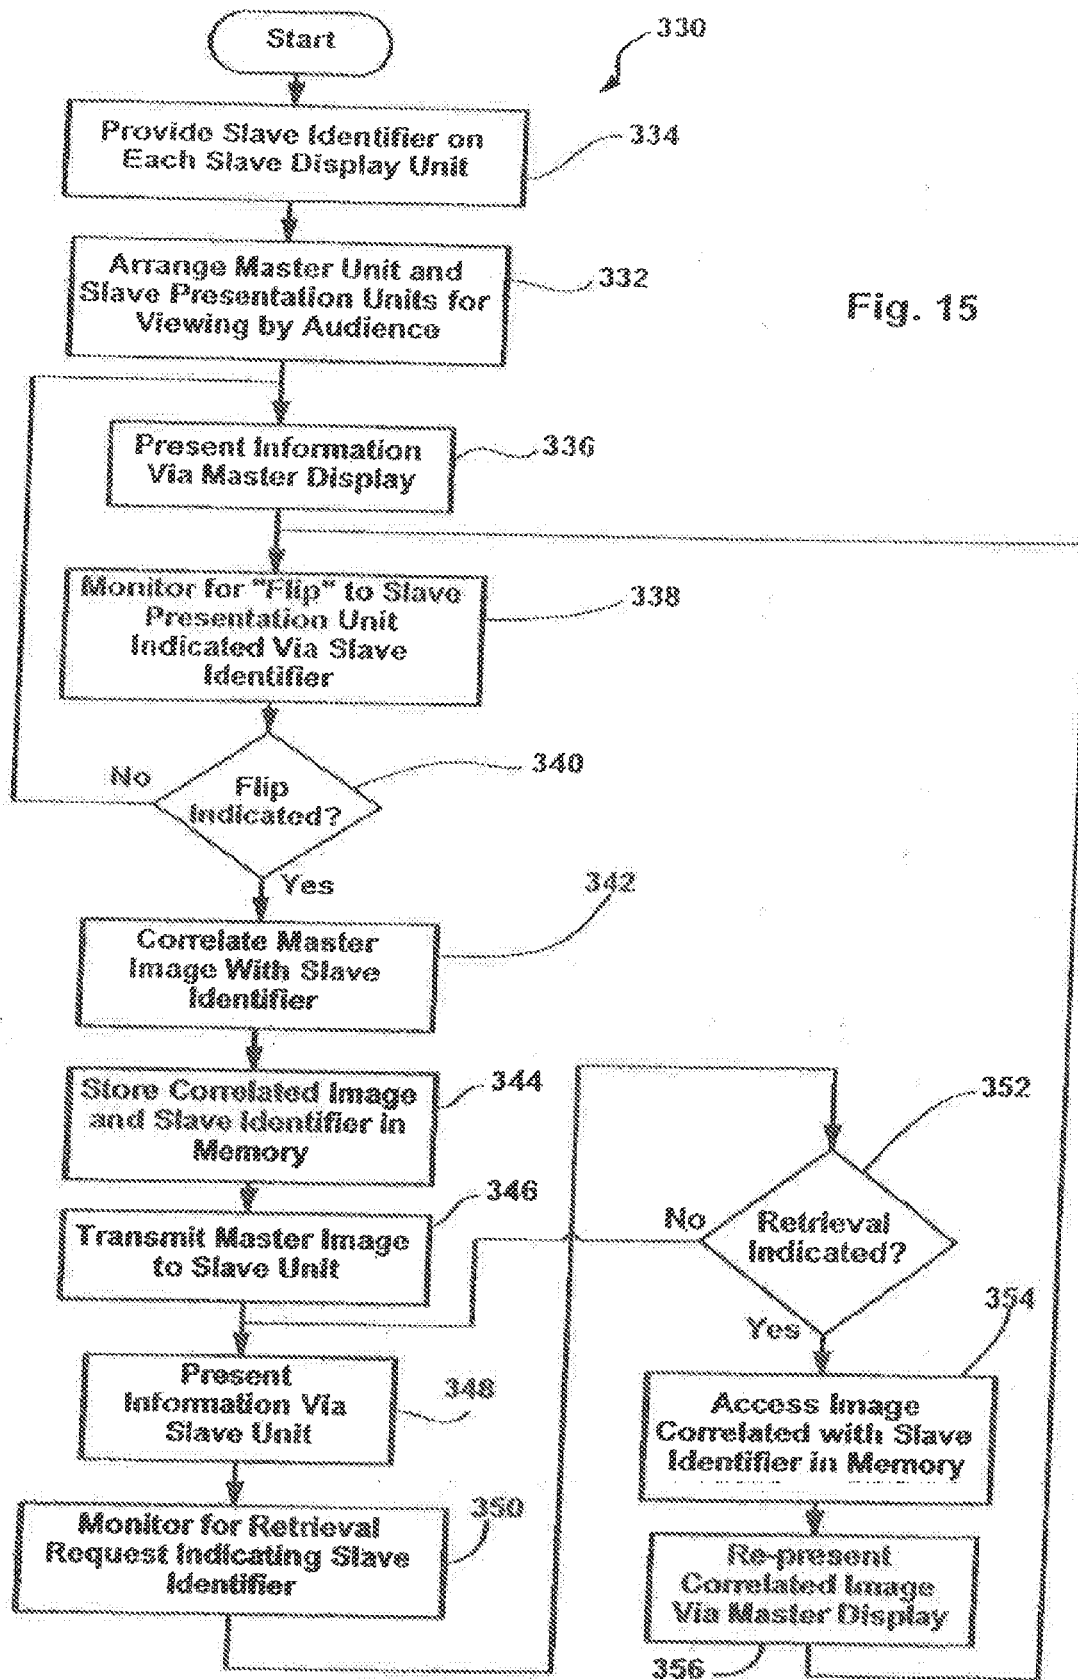 Start
330
Provide Slave Identifier on
Each Slave Display Unit
334
Arrange Master Unit and
Slave Presentation Units for
Viewing by Audience
332
Fig. 15
Present Information
Via Master Display
336
Monitor for "Flip" to Slave
Presentation Unit
Indicated Via Slave
Identifier
338
No
Flip
Indicated?
340
Yes
Correlate Master
Image With Slave
Identifier
342
Store Correlated Image
and Slave Identifier in
Memory
344
Transmit Master Image
to Slave Unit
346
Present
Information Via
Slave Unit
348
Monitor for Retrieval
Request Indicating Slave
Identifier
350
No
Retrieval
Indicated?
352
Yes
354
Access Image
Correlated with Slave
Identifier in Memory
Re-present
Correlated Image
Via Master Display
356